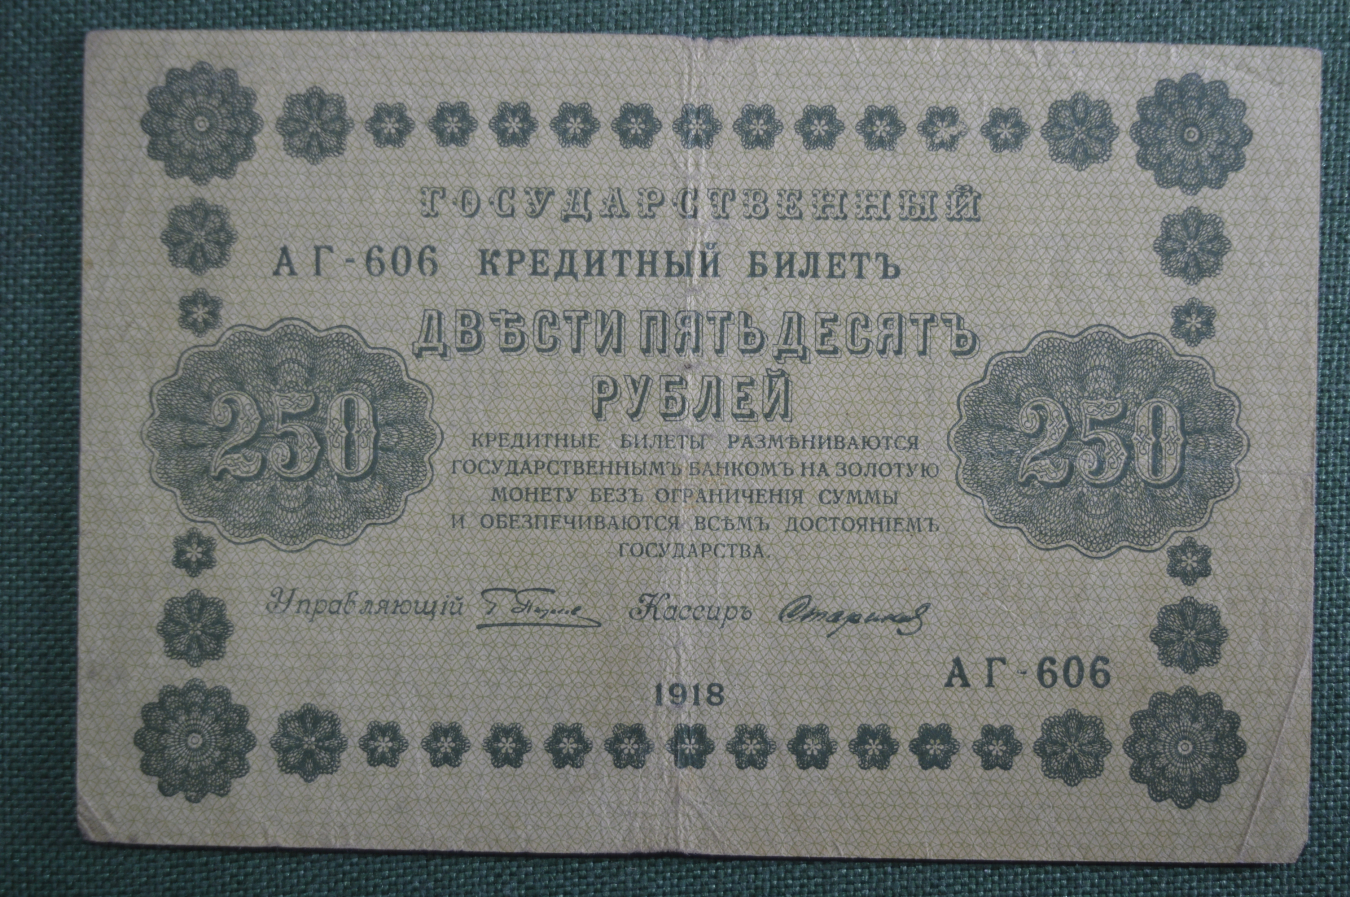 ГОСУДАРСТВЕННЫЙ
АГ-606 КРЕДИТНЫЙ БИЛЕТЪ
ДВѢСТИ ПЯТЬДЕСЯТЪ
РУБЛЕЙ
250
250
КРЕДИТНЫЕ БИЛЕТЫ РАЗМѢНИВАЮТСЯ
ГОСУДАРСТВЕННЫМЪ БАНКОМЪ НА ЗОЛОТУЮ
МОНЕТУ БЕЗЪ ОГРАНИЧЕНІЯ СУММЫ
И ОБЕЗПЕЧИВАЮТСЯ ВСѢМЪ ДОСТОЯНІЕМЪ
ГОСУДАРСТВА.
Управляющій Кассиръ Стариков
АГ-606
1918